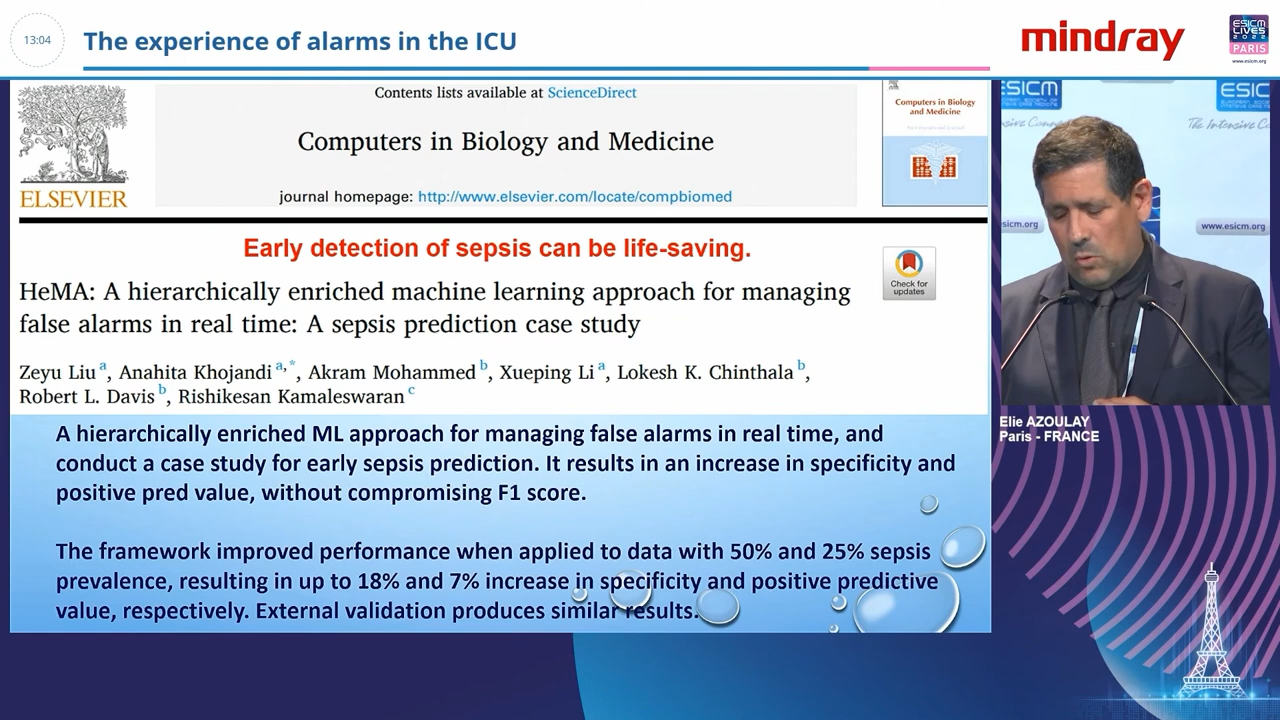 13:04
The experience of alarms in the ICU
mindray
ESICM
LIVES
2022
PARIS
www.esicm.org
Contents lists available at ScienceDirect
Computers in Biology and Medicine
journal homepage: http://www.elsevier.com/locate/compbiomed
ELSEVIER
Computers in Biology
and Medicine
Early detection of sepsis can be life-saving.
Check for
updates
HeMA: A hierarchically enriched machine learning approach for managing
false alarms in real time: A sepsis prediction case study
Zeyu Liu a, Anahita Khojandi a,*, Akram Mohammed b, Xueping Li a, Lokesh K. Chinthala b,
Robert L. Davis b, Rishikesan Kamaleswaran c
A hierarchically enriched ML approach for managing false alarms in real time, and
conduct a case study for early sepsis prediction. It results in an increase in specificity and
positive pred value, without compromising F1 score.
The framework improved performance when applied to data with 50% and 25% sepsis
prevalence, resulting in up to 18% and 7% increase in specificity and positive predictive
value, respectively. External validation produces similar results.
ESICM
ESIC
The Intensive C
sicm.org
www.esicm.org
Elie AZOULAY
Paris - FRANCE